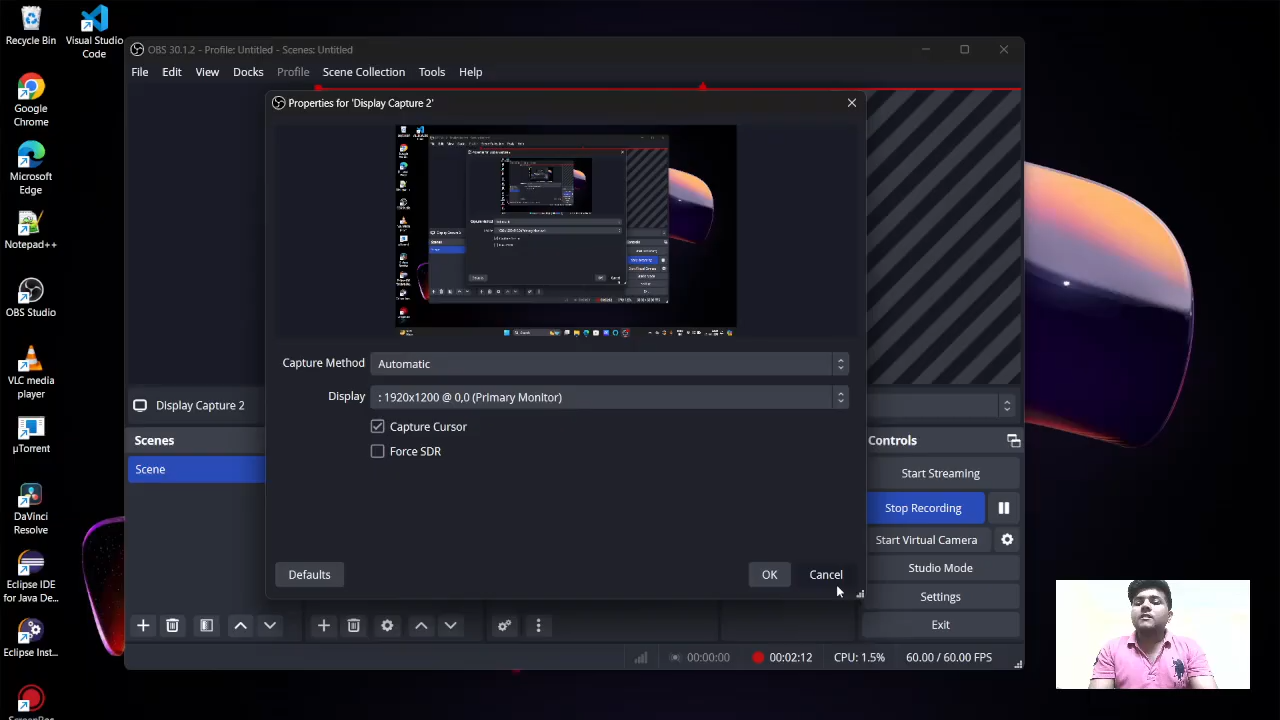 Recycle Bin
Visual Studio
Code
Google
Chrome
Microsoft
Edge
Notepad++
OBS Studio
VLC media
player
µTorrent
DaVinci
Resolve
Eclipse IDE
for Java De...
Eclipse Inst...
OBS 30.1.2 - Profile: Untitled - Scenes: Untitled
File Edit View Docks Profile Scene Collection Tools Help
Properties for 'Display Capture 2'
Capture Method Automatic
Display : 1920x1200 @ 0,0 (Primary Monitor)
Capture Cursor
Force SDR
Defaults OK Cancel
Display Capture 2
Scenes
Scene
Controls
Start Streaming
Stop Recording
Start Virtual Camera
Studio Mode
Settings
Exit
00:00:00 00:02:12 CPU: 1.5% 60.00 / 60.00 FPS